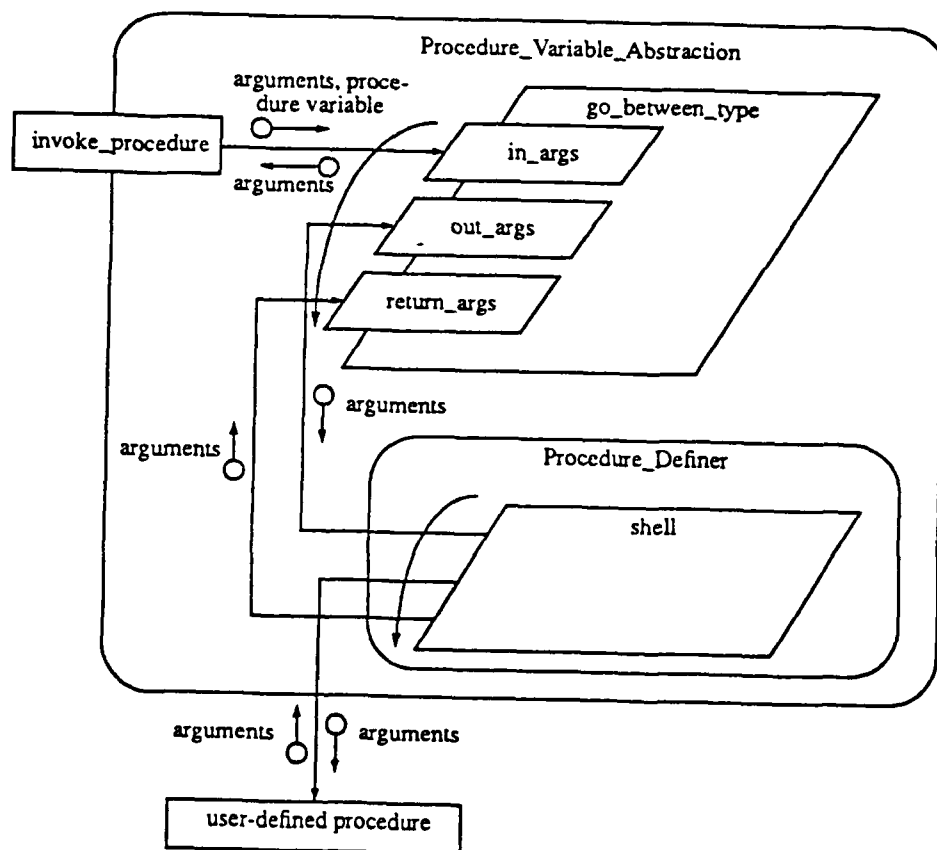 Procedure_Variable_Abstraction
arguments, proce-
dure variable
go_between_type
invoke_procedure
in_args
arguments
out_args
return_args
arguments
arguments
Procedure_Definer
shell
arguments
arguments
user-defined procedure